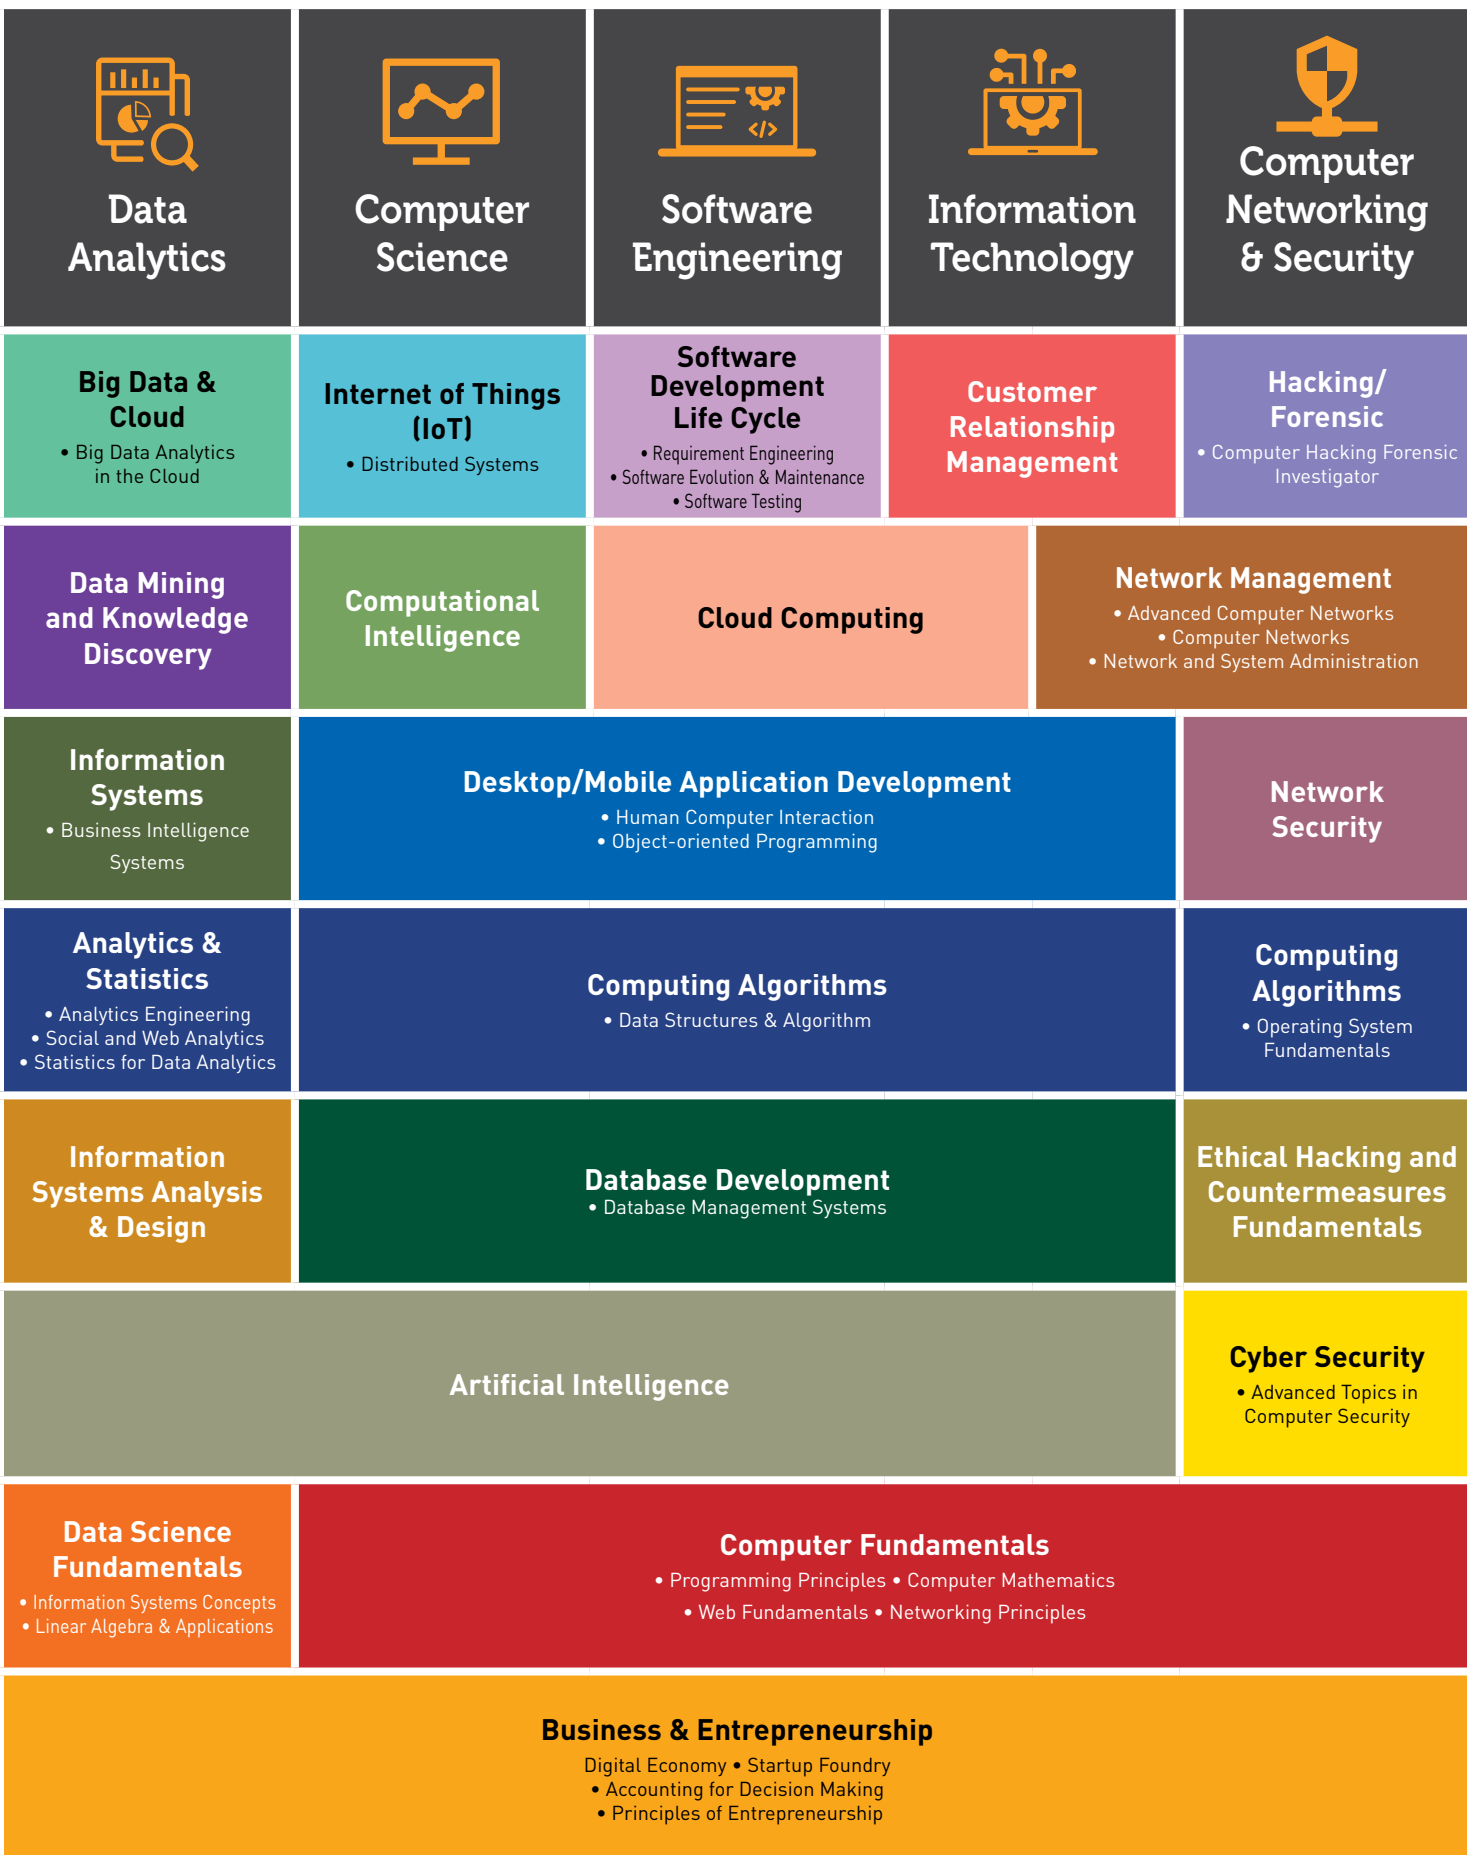 Data
Analytics
Computer
Science
Software
Engineering
</>
Information
Technology
Computer
Networking
& Security
Big Data &
Cloud
• Big Data Analytics
in the Cloud
Internet of Things
(IoT)
• Distributed Systems
Software
Development
Life Cycle
• Requirement Engineering
• Software Evolution & Maintenance
• Software Testing
Customer
Relationship
Management
Hacking/
Forensic
• Computer Hacking Forensic
Investigator
Data Mining
and Knowledge
Discovery
Computational
Intelligence
Cloud Computing
Network Management
• Advanced Computer Networks
• Computer Networks
• Network and System Administration
Information
Systems
• Business Intelligence
Systems
Desktop/Mobile Application Development
• Human Computer Interaction
• Object-oriented Programming
Network
Security
Analytics &
Statistics
• Analytics Engineering
• Social and Web Analytics
• Statistics for Data Analytics
Computing Algorithms
• Data Structures & Algorithm
Computing
Algorithms
• Operating System
Fundamentals
Information
Systems Analysis
& Design
Database Development
• Database Management Systems
Ethical Hacking and
Countermeasures
Fundamentals
Artificial Intelligence
Cyber Security
• Advanced Topics in
Computer Security
Data Science
Fundamentals
• Information Systems Concepts
• Linear Algebra & Applications
Computer Fundamentals
• Programming Principles • Computer Mathematics
• Web Fundamentals • Networking Principles
Business & Entrepreneurship
Digital Economy • Startup Foundry
• Accounting for Decision Making
• Principles of Entrepreneurship